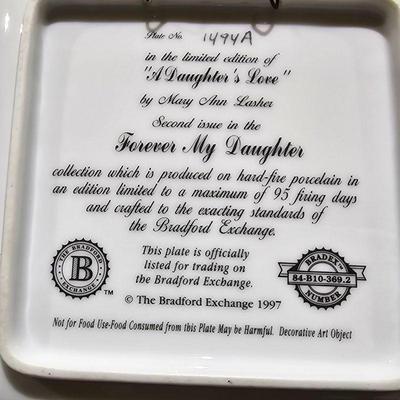 Plate No. 1494A
in the limited edition of
"A Daughter's Love"
by Mary Ann Lasher
Second issue in the
Forever My Daughter
collection which is produced on hard-fire porcelain in
an edition limited to a maximum of 95 firing days
and crafted to the exacting standards of
the Bradford Exchange.
This plate is officially
listed for trading on
the Bradford Exchange.
© The Bradford Exchange 1997
THE BRADFORD
B
EXCHANGE
TM
BRADEX™
84-B10-369.2
NUMBER
Not for Food Use-Food Consumed from this Plate May be Harmful. Decorative Art Object